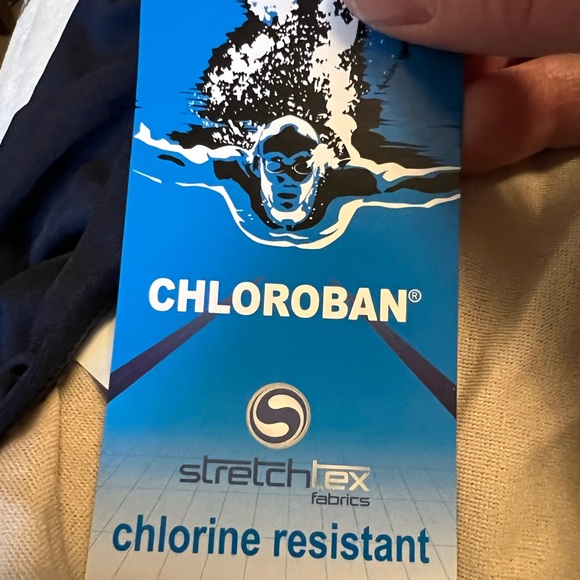 CHLOROBAN®
stretchtex
fabrics
chlorine resistant